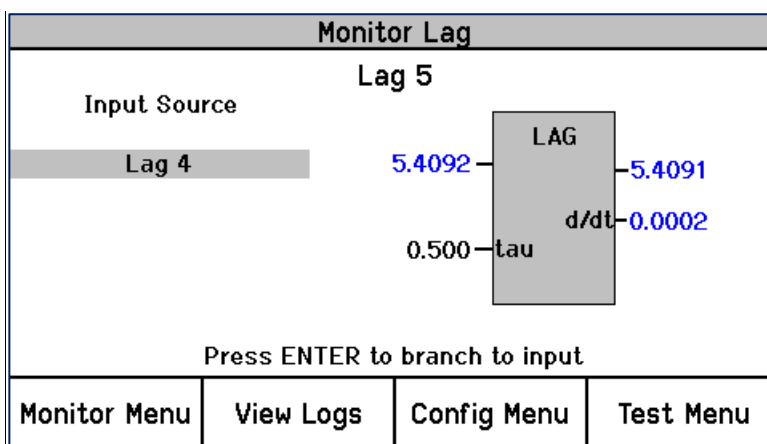 Monitor Lag
Lag 5
Input Source
LAG
Lag 4
5.4092
5.4091
d/dt
0.0002
0.500
tau
Press ENTER to branch to input
Monitor Menu
View Logs
Config Menu
Test Menu